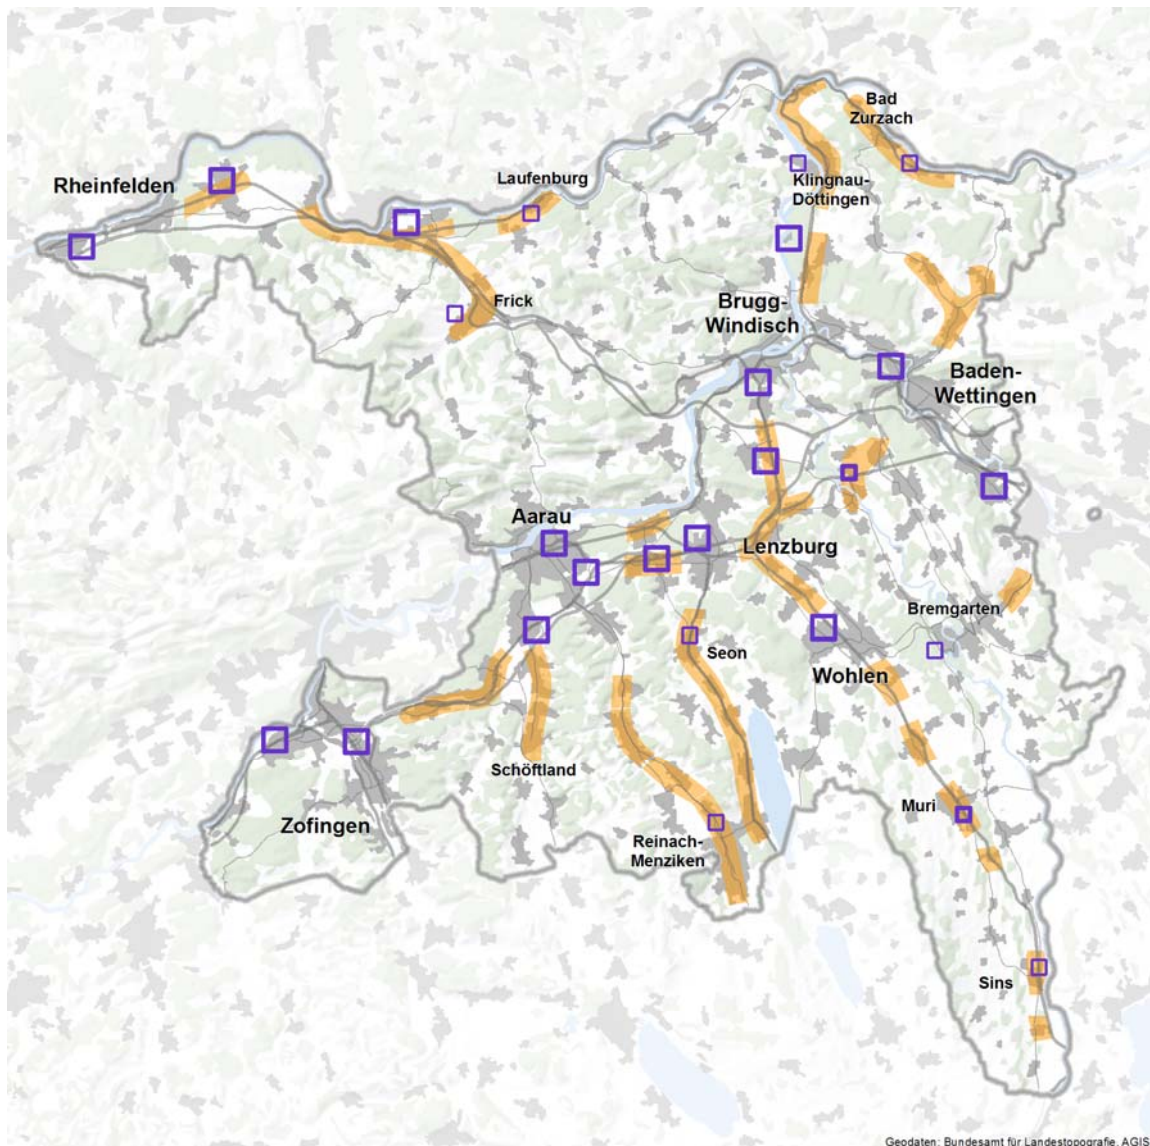 Bad
Zurzach
Rheinfelden
Laufenburg
Klingnau-
Döttingen
Frick
Brugg-
Windisch
Baden-
Wettingen
Aarau
Lenzburg
Bremgarten
Seon
Wohlen
Schöftland
Muri
Zofingen
Reinach-
Menziken
Sins
Geodaten: Bundesamt für Landestopografie, AGIS